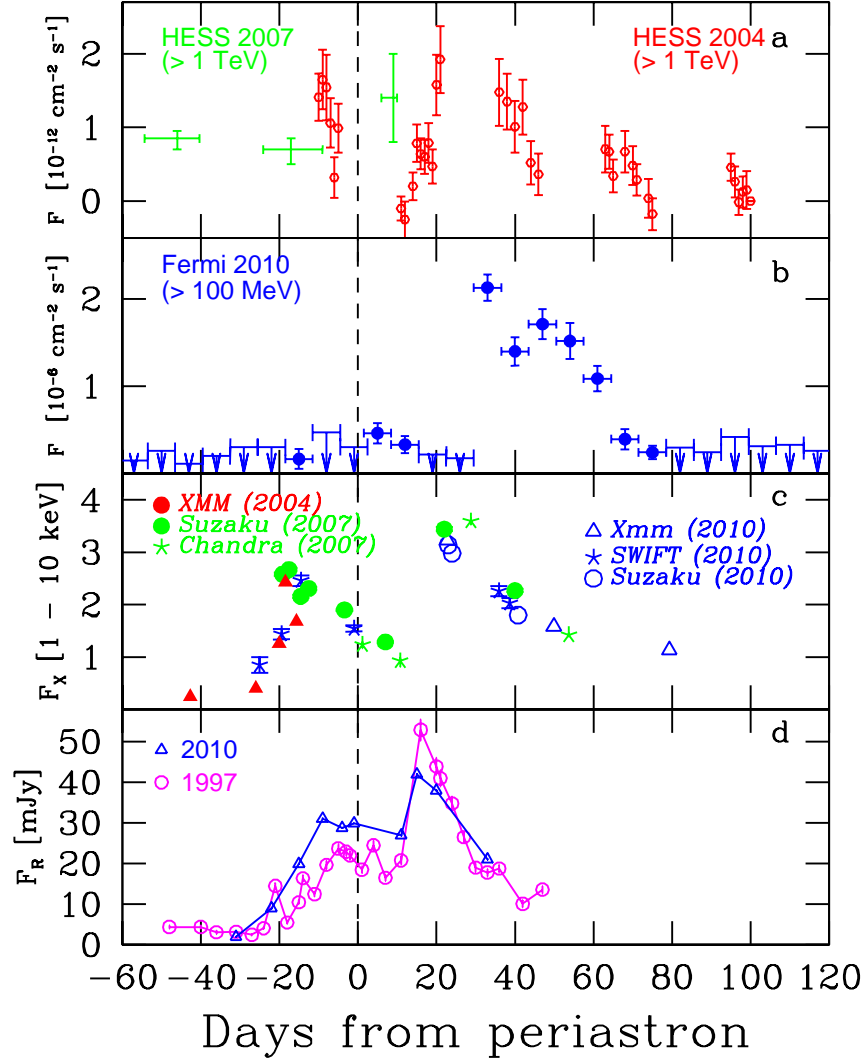 HESS 2007
(> 1 TeV)
HESS 2004
(> 1 TeV)
a
F [10⁻¹² cm⁻² s⁻¹]
2
1
0
Fermi 2010
(> 100 MeV)
b
F [10⁻⁶ cm⁻² s⁻¹]
2
1
XMM (2004)
Suzaku (2007)
Chandra (2007)
c
Xmm (2010)
SWIFT (2010)
Suzaku (2010)
F_X [1 − 10 keV]
4
3
2
1
2010
1997
d
F_R [mJy]
50
40
30
20
10
0
−60 −40 −20 0 20 40 60 80 100 120
Days from periastron